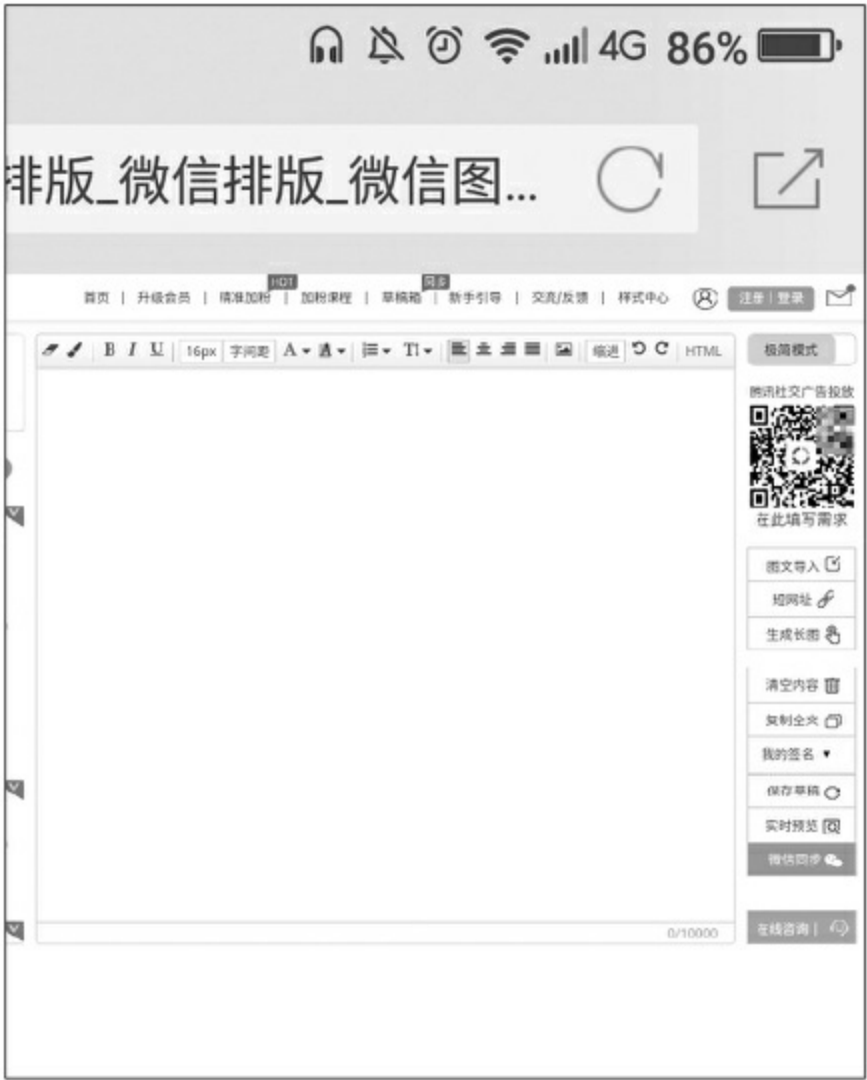 4G 86%
排版_微信排版_微信图...
HOT 同步
首页 | 升级会员 | 精准加粉 | 加粉课程 | 草稿箱 | 新手引导 | 交流/反馈 | 样式中心 注册 | 登录
B I U 16px 字间距 A A T 缩进 HTML 极简模式
腾讯社交广告投放
在此填写需求
图文导入
短网址
生成长图
清空内容
复制全文
我的签名
保存草稿
实时预览
微信同步
0/10000 在线咨询 |